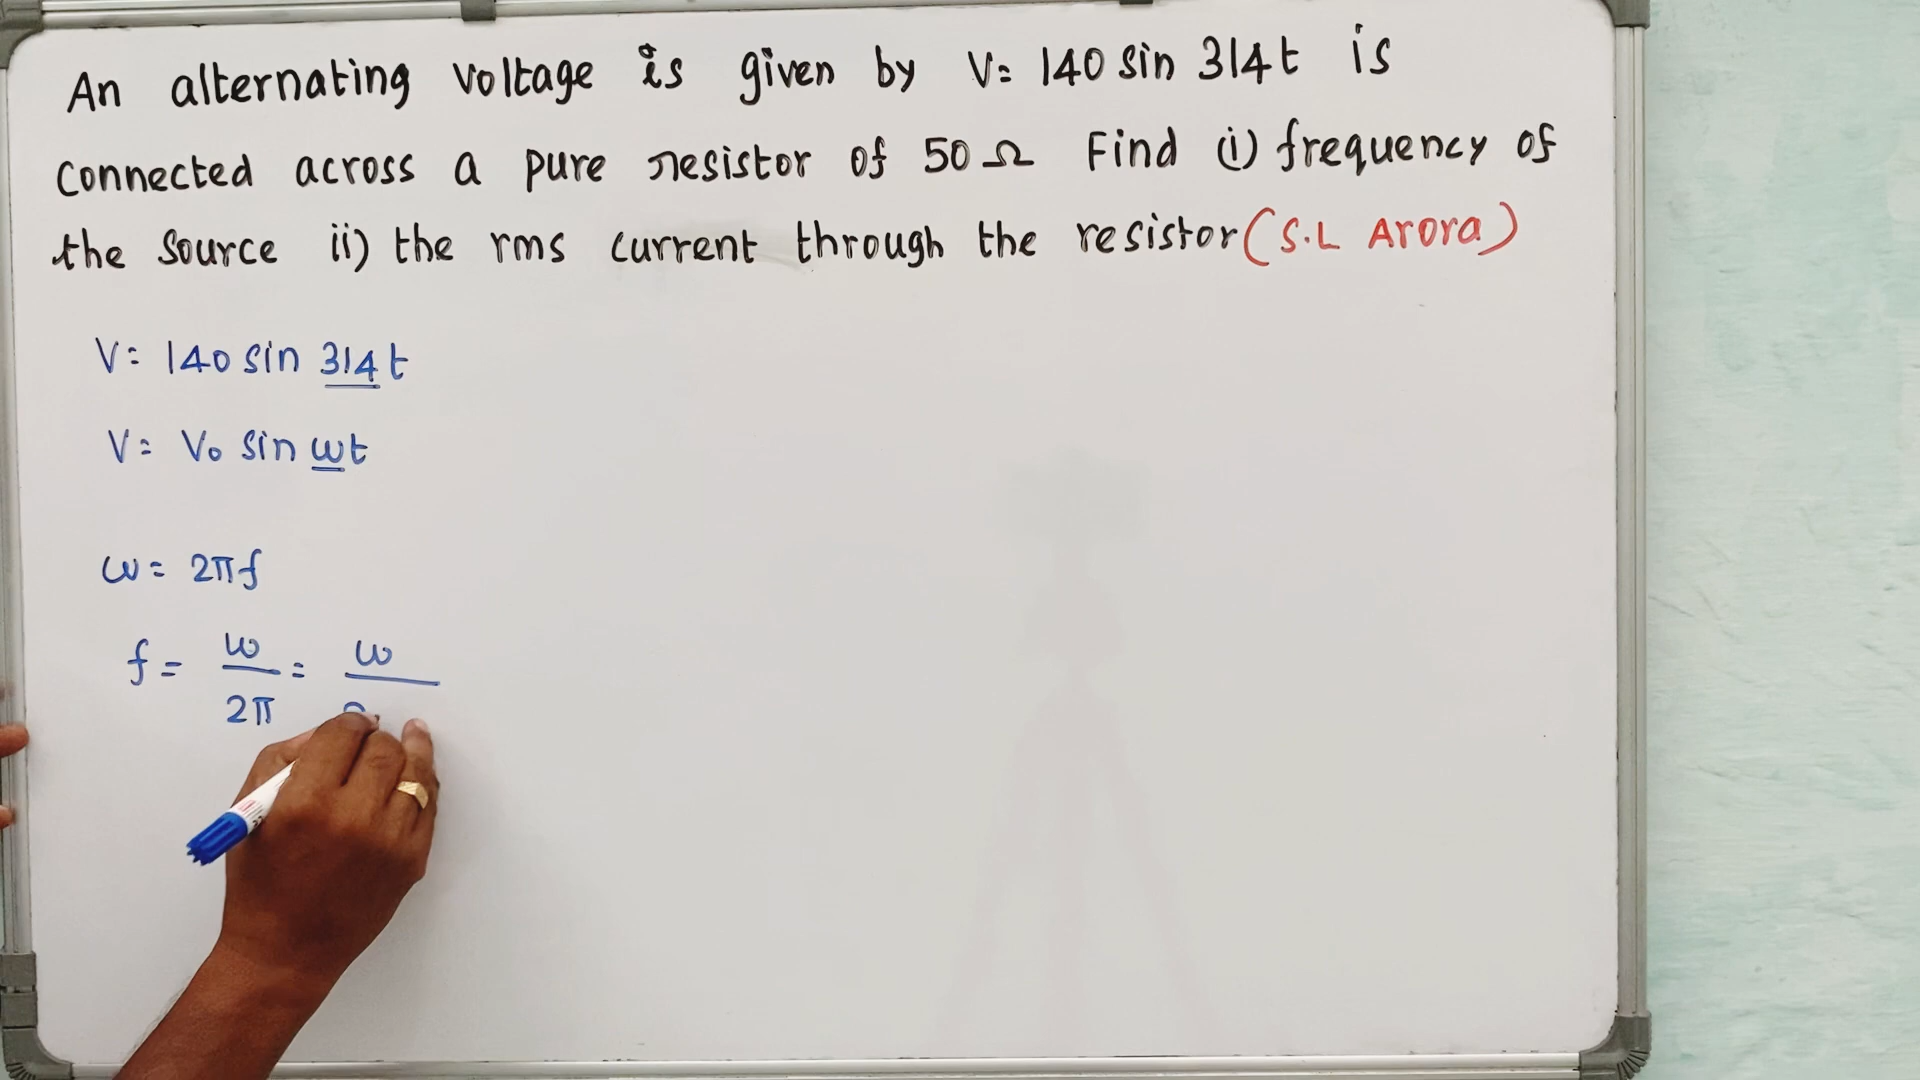 An alternating voltage is given by V= 140 sin 314t is
Connected across a pure resistor of 50 Ω Find (i) frequency of
the Source ii) the rms current through the resistor (S.L Arora)
V= 140 sin 314 t
V= V₀ sin ωt
ω= 2πf
f= ω/2π = ω/